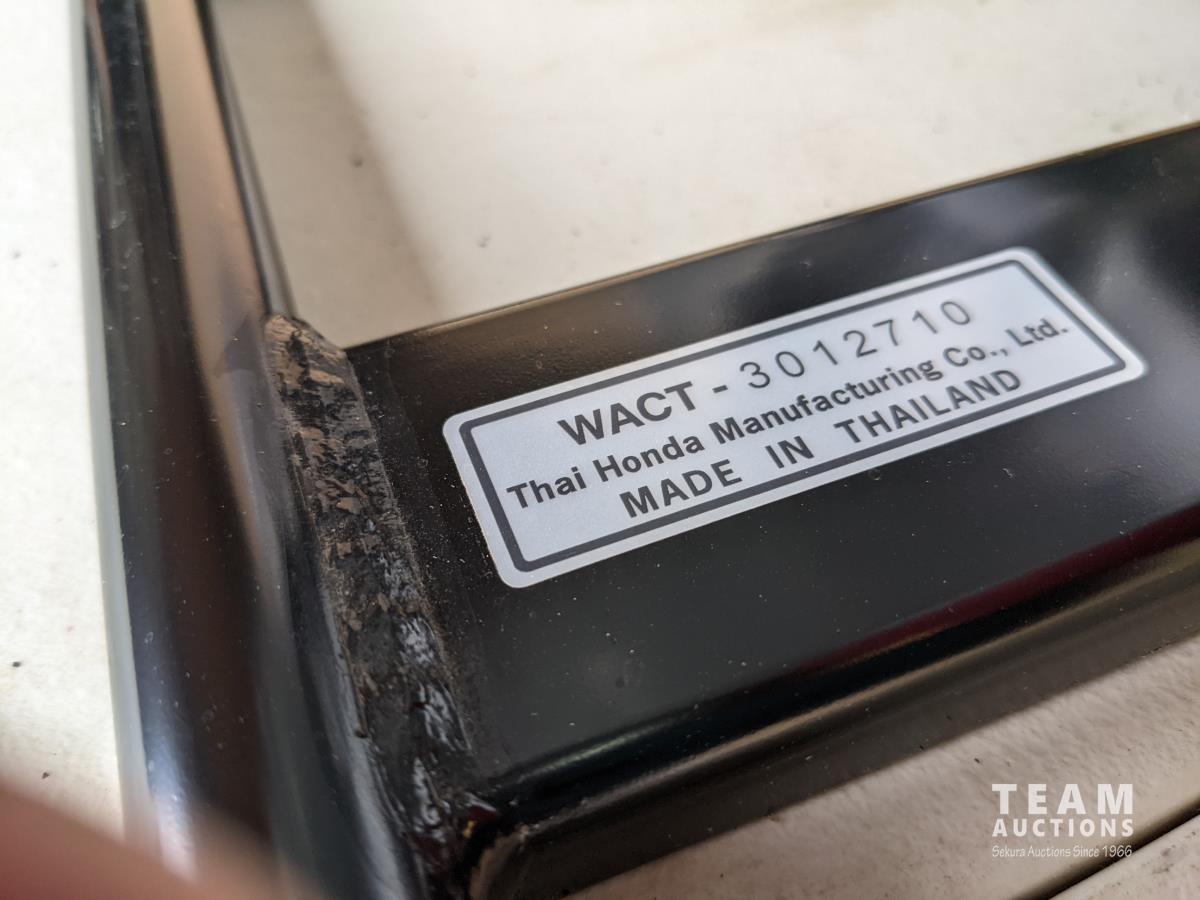 WACT - 3012710
Thai Honda Manufacturing Co., Ltd.
MADE IN THAILAND
TEAM
AUCTIONS
Sekura Auctions Since 1966